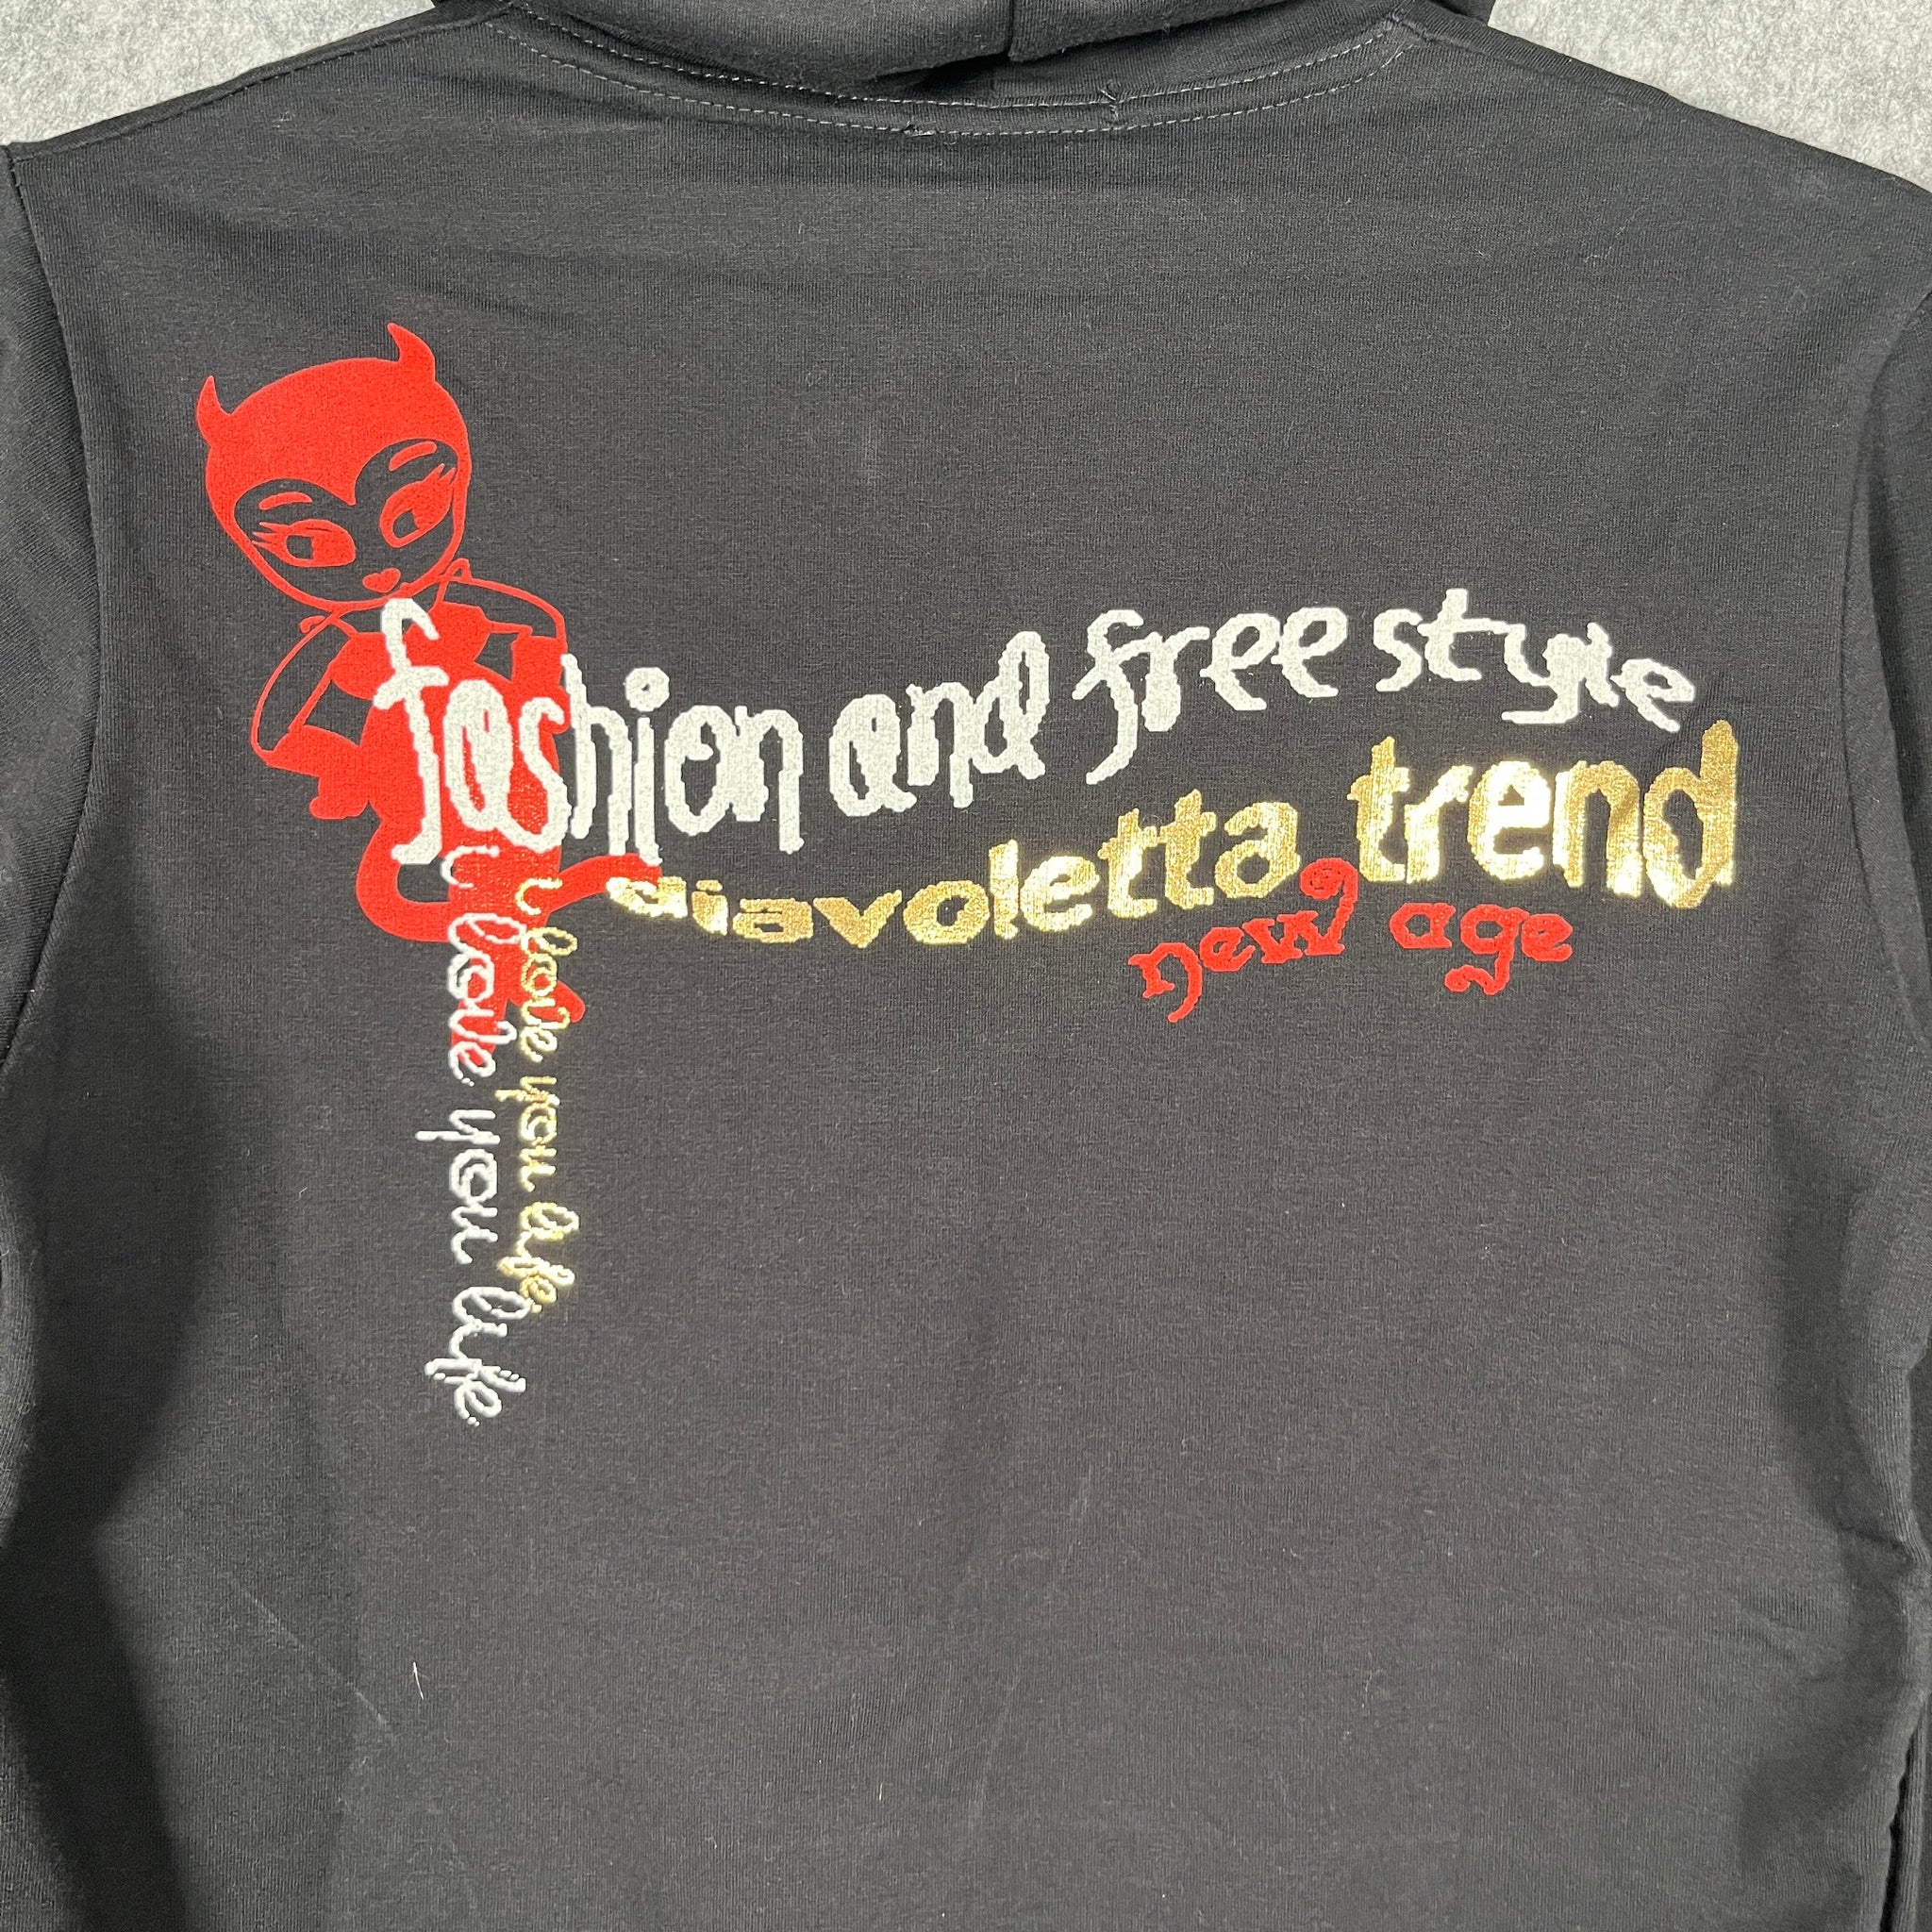 fashion and free style
diavoletta trend
new age
i love you life
i love you life